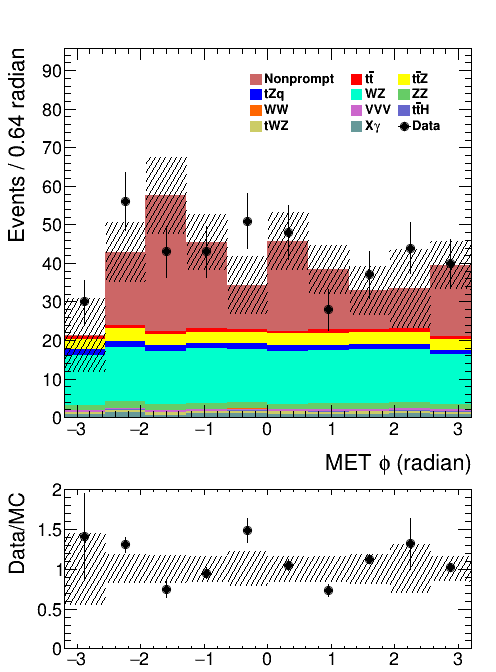 Events / 0.64 radian
90
80
70
60
50
40
30
20
10
0
Nonprompt tt̄ tt̄Z
tZq WZ ZZ
WW VVV tt̄H
tWZ Xγ Data
−3 −2 −1 0 1 2 3
MET ϕ (radian)
Data/MC
2
1.5
1
0.5
0
−3 −2 −1 0 1 2 3